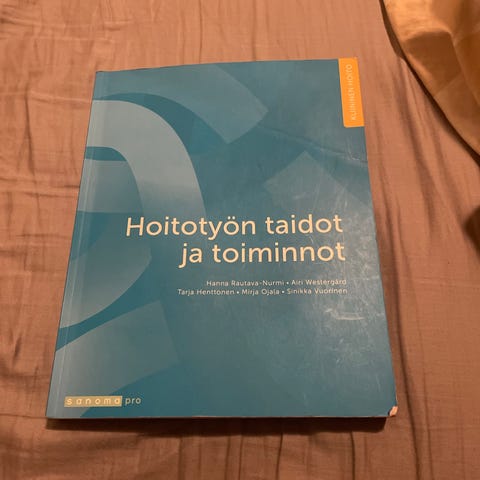 KLIININEN HOITO
Hoitotyön taidot
ja toiminnot
Hanna Rautava-Nurmi • Airi Westergård
Tarja Henttonen • Mirja Ojala • Sinikka Vuorinen
sanoma pro